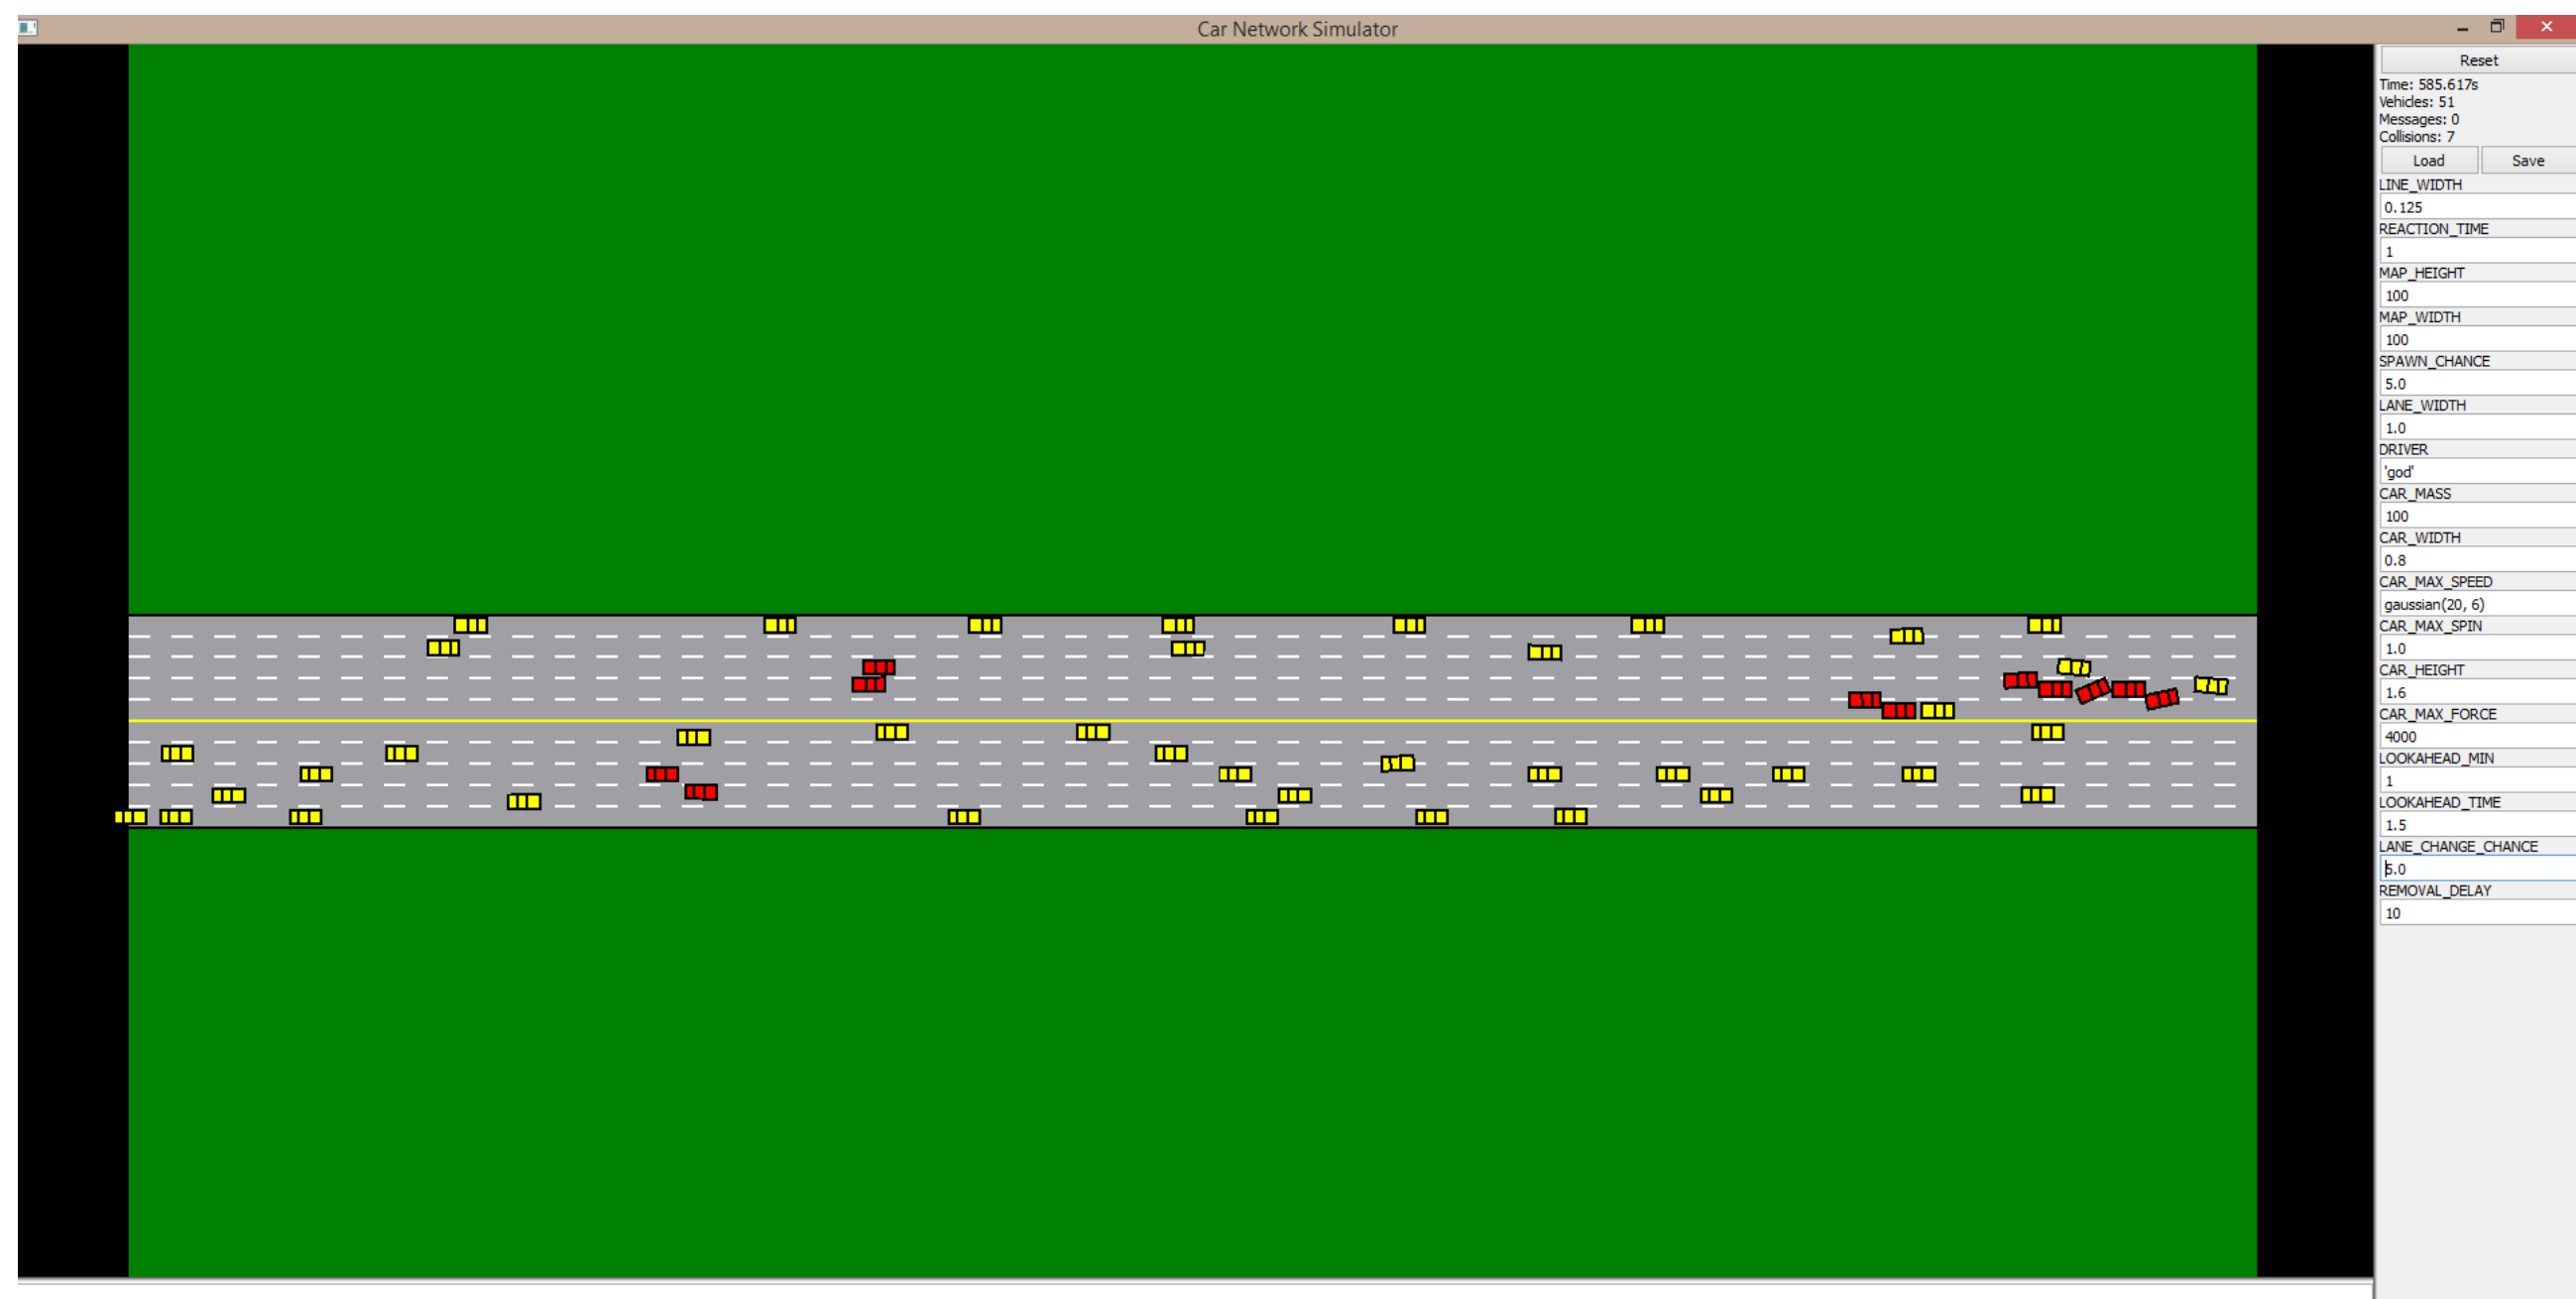 Car Network Simulator
Reset
Time: 585.617s
Vehicles: 51
Messages: 0
Collisions: 7
Load Save
LINE_WIDTH
0.125
REACTION_TIME
1
MAP_HEIGHT
100
MAP_WIDTH
100
SPAWN_CHANCE
5.0
LANE_WIDTH
1.0
DRIVER
'god'
CAR_MASS
100
CAR_WIDTH
0.8
CAR_MAX_SPEED
gaussian(20, 6)
CAR_MAX_SPIN
1.0
CAR_HEIGHT
1.6
CAR_MAX_FORCE
4000
LOOKAHEAD_MIN
1
LOOKAHEAD_TIME
1.5
LANE_CHANGE_CHANCE
5.0
REMOVAL_DELAY
10